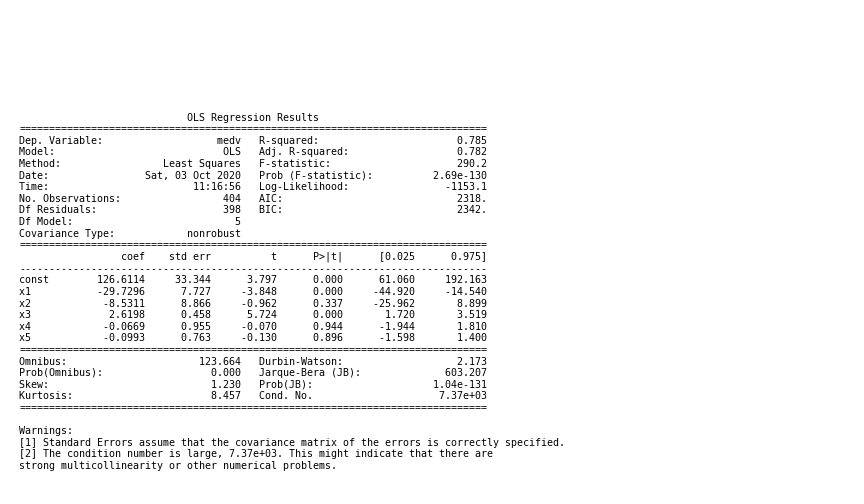 OLS Regression Results
==============================================================================
Dep. Variable:                   medv   R-squared:                       0.785
Model:                            OLS   Adj. R-squared:                  0.782
Method:                 Least Squares   F-statistic:                     290.2
Date:                Sat, 03 Oct 2020   Prob (F-statistic):          2.69e-130
Time:                        11:16:56   Log-Likelihood:                -1153.1
No. Observations:                 404   AIC:                             2318.
Df Residuals:                     398   BIC:                             2342.
Df Model:                           5
Covariance Type:            nonrobust
==============================================================================
                 coef    std err          t      P>|t|      [0.025      0.975]
------------------------------------------------------------------------------
const        126.6114     33.344      3.797      0.000      61.060     192.163
x1           -29.7296      7.727     -3.848      0.000     -44.920     -14.540
x2            -8.5311      8.866     -0.962      0.337     -25.962       8.899
x3             2.6198      0.458      5.724      0.000       1.720       3.519
x4            -0.0669      0.955     -0.070      0.944      -1.944       1.810
x5            -0.0993      0.763     -0.130      0.896      -1.598       1.400
==============================================================================
Omnibus:                      123.664   Durbin-Watson:                   2.173
Prob(Omnibus):                  0.000   Jarque-Bera (JB):              603.207
Skew:                           1.230   Prob(JB):                    1.04e-131
Kurtosis:                       8.457   Cond. No.                     7.37e+03
==============================================================================

Warnings:
[1] Standard Errors assume that the covariance matrix of the errors is correctly specified.
[2] The condition number is large, 7.37e+03. This might indicate that there are
strong multicollinearity or other numerical problems.